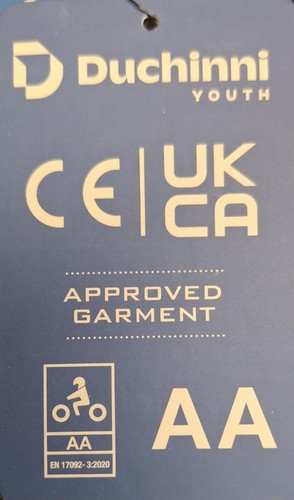 Duchinni
YOUTH
CE
UK
CA
APPROVED
GARMENT
AA
EN 17092-3:2020
AA